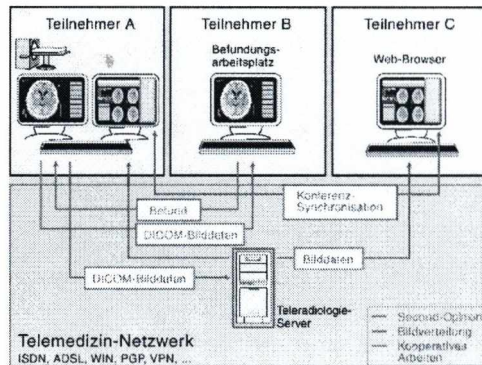 Teilnehmer A
Teilnehmer B
Teilnehmer C
Befundungs-
arbeitsplatz
Web-Browser
Konferenz-
Synchronisation
Befund
DICOM-Bilddaten
Bilddaten
DICOM-Bilddaten
Teleradiologie-
Server
Telemedizin-Netzwerk
ISDN, ADSL, WIN, PGP, VPN, ...
Second-Opinion
Bildverteilung
Kooperatives
Arbeiten